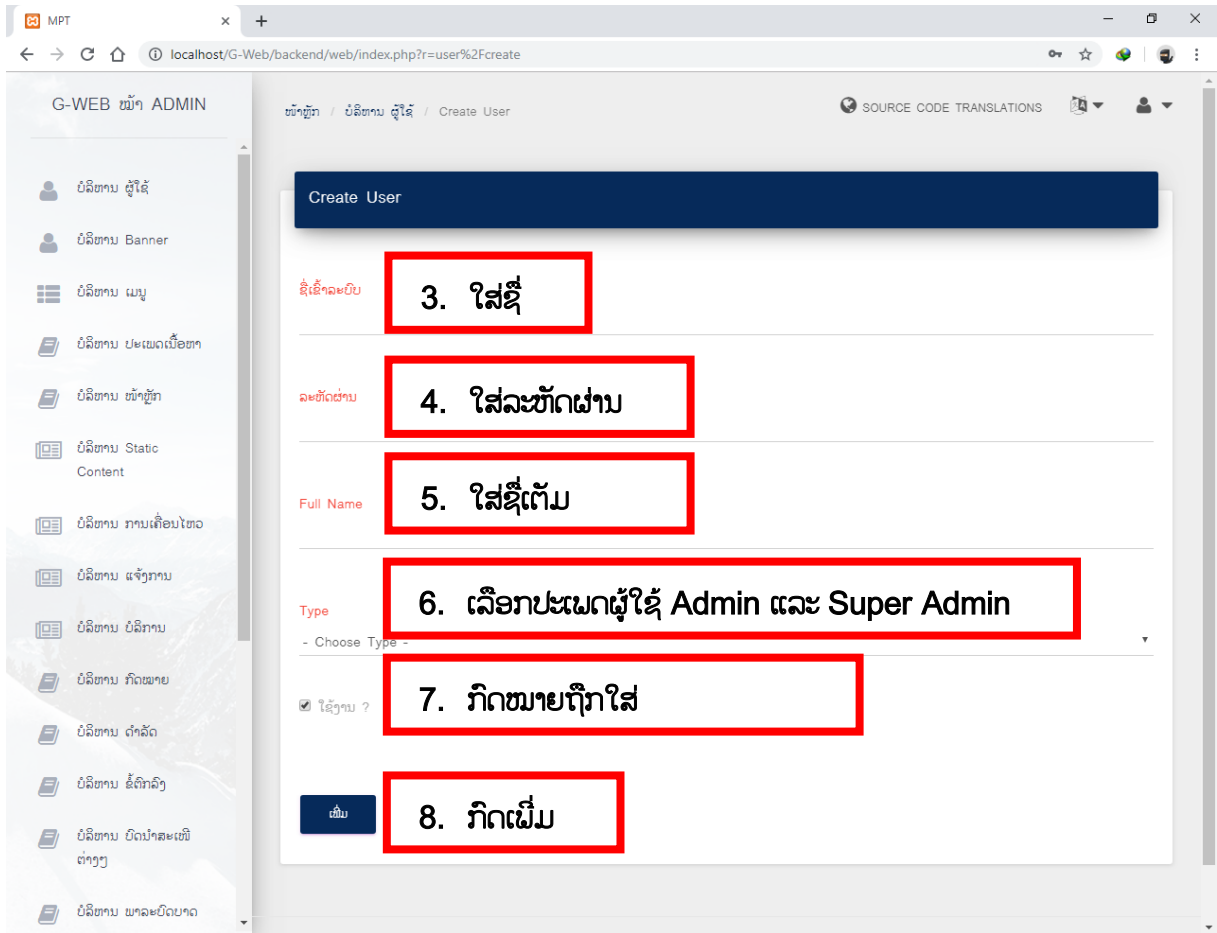 MPT
localhost/G-Web/backend/web/index.php?r=user%2Fcreate
G-WEB ໜ້າ ADMIN
ໜ້າຫຼັກ / ບໍລິຫານ ຜູ້ໃຊ້ / Create User
SOURCE CODE TRANSLATIONS
ບໍລິຫານ ຜູ້ໃຊ້
ບໍລິຫານ Banner
ບໍລິຫານ ເມນູ
ບໍລິຫານ ປະເພດເນື້ອຫາ
ບໍລິຫານ ໜ້າຫຼັກ
ບໍລິຫານ Static
Content
ບໍລິຫານ ການເຄື່ອນໄຫວ
ບໍລິຫານ ແຈ້ງການ
ບໍລິຫານ ບໍລິການ
ບໍລິຫານ ກົດໝາຍ
ບໍລິຫານ ດຳລັດ
ບໍລິຫານ ຂໍ້ຕົກລົງ
ບໍລິຫານ ບົດນຳສະເໜີ
ຕ່າງໆ
ບໍລິຫານ ພາລະບົດບາດ
Create User
ຊື່ເຂົ້າລະບົບ
3. ໃສ່ຊື່
ລະຫັດຜ່ານ
4. ໃສ່ລະຫັດຜ່ານ
Full Name
5. ໃສ່ຊື່ເຕັມ
Type
6. ເລືອກປະເພດຜູ້ໃຊ້ Admin ແລະ Super Admin
- Choose Type -
ໃຊ້ງານ ?
7. ກົດໝາຍຖືກໃສ່
ເພີ່ມ
8. ກົດເພີ່ມ